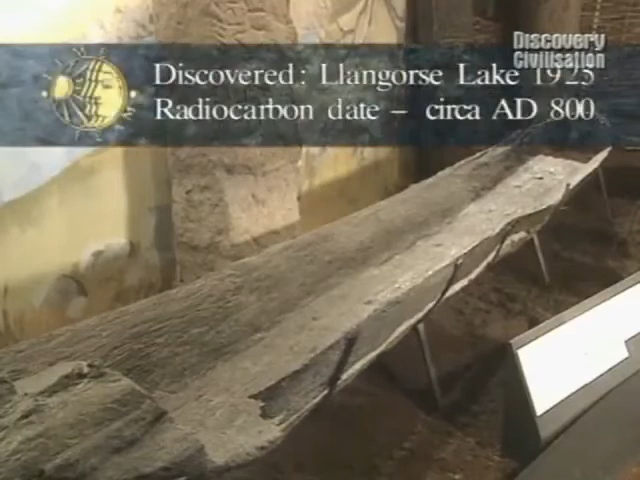 Discovery
Civilisation
Discovered: Llangorse Lake 1925
Radiocarbon date – circa AD 800